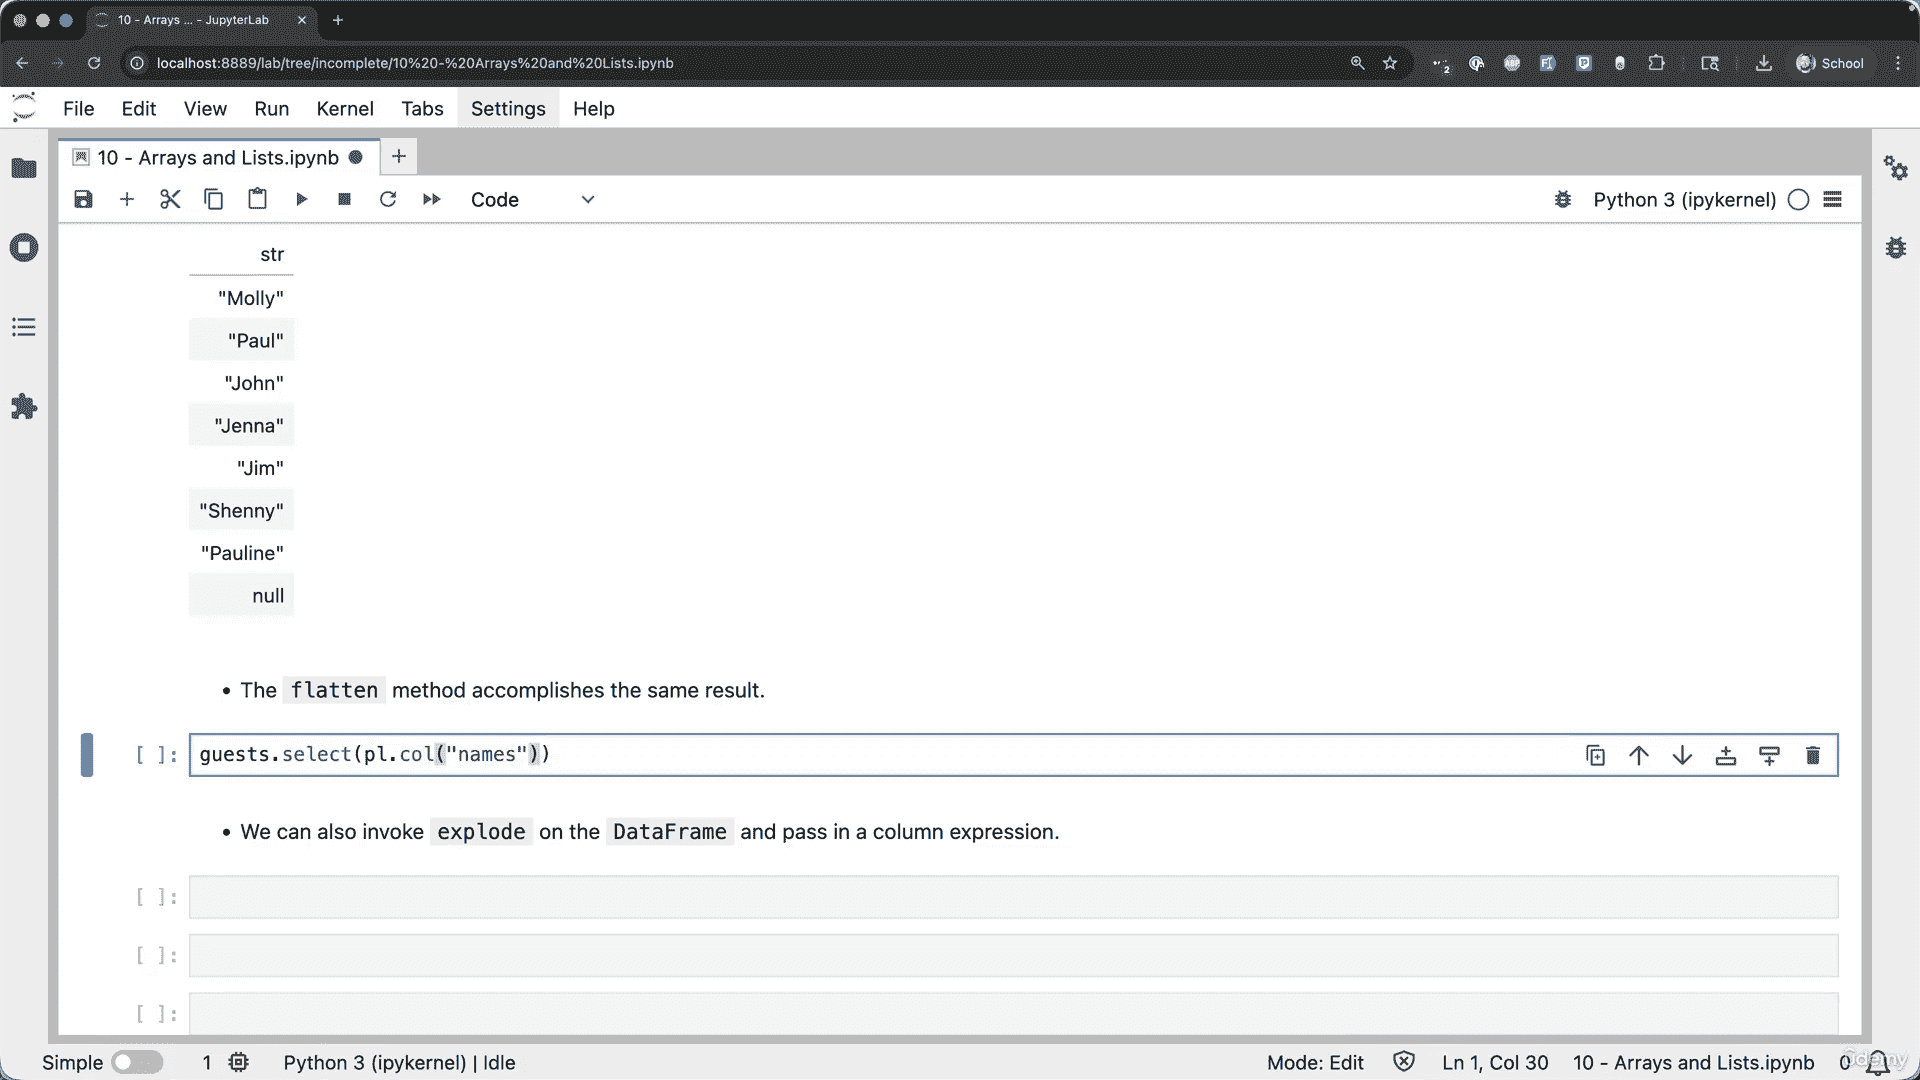 10 - Arrays ... - JupyterLab
localhost:8889/lab/tree/incomplete/10%20-%20Arrays%20and%20Lists.ipynb
2
ABP
School
File Edit View Run Kernel Tabs Settings Help
10 - Arrays and Lists.ipynb
Code
Python 3 (ipykernel)
str
"Molly"
"Paul"
"John"
"Jenna"
"Jim"
"Shenny"
"Pauline"
null
• The flatten method accomplishes the same result.
[ ]: guests.select(pl.col("names"))
• We can also invoke explode on the DataFrame and pass in a column expression.
[ ]:
[ ]:
[ ]:
Simple 1 Python 3 (ipykernel) | Idle Mode: Edit Ln 1, Col 30 10 - Arrays and Lists.ipynb 0
Udemy